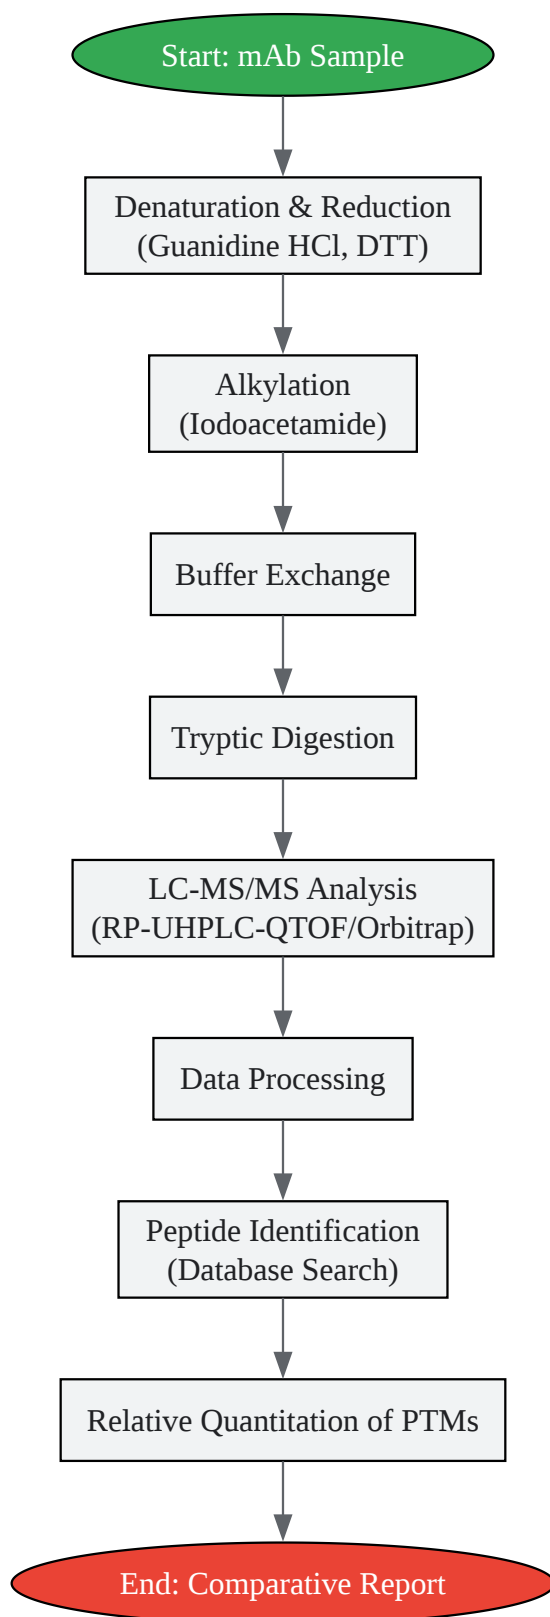 Start: mAb Sample
Denaturation & Reduction
(Guanidine HCl, DTT)
Alkylation
(Iodoacetamide)
Buffer Exchange
Tryptic Digestion
LC-MS/MS Analysis
(RP-UHPLC-QTOF/Orbitrap)
Data Processing
Peptide Identification
(Database Search)
Relative Quantitation of PTMs
End: Comparative Report